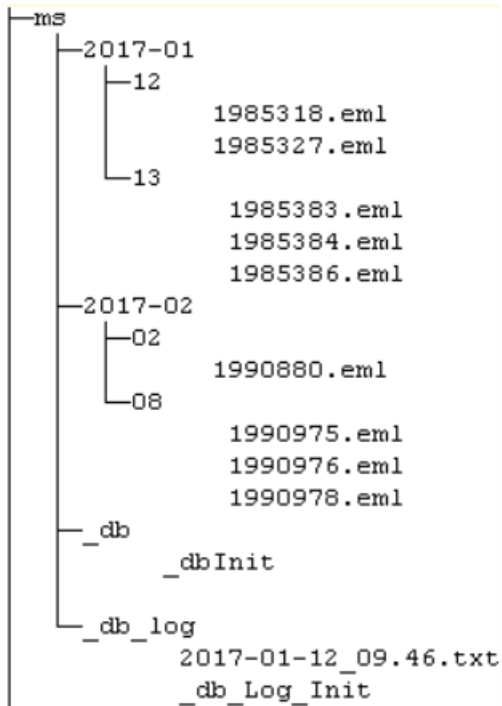 ms
2017-01
12
1985318.eml
1985327.eml
13
1985383.eml
1985384.eml
1985386.eml
2017-02
02
1990880.eml
08
1990975.eml
1990976.eml
1990978.eml
_db
_dbInit
_db_log
2017-01-12_09.46.txt
_db_Log_Init